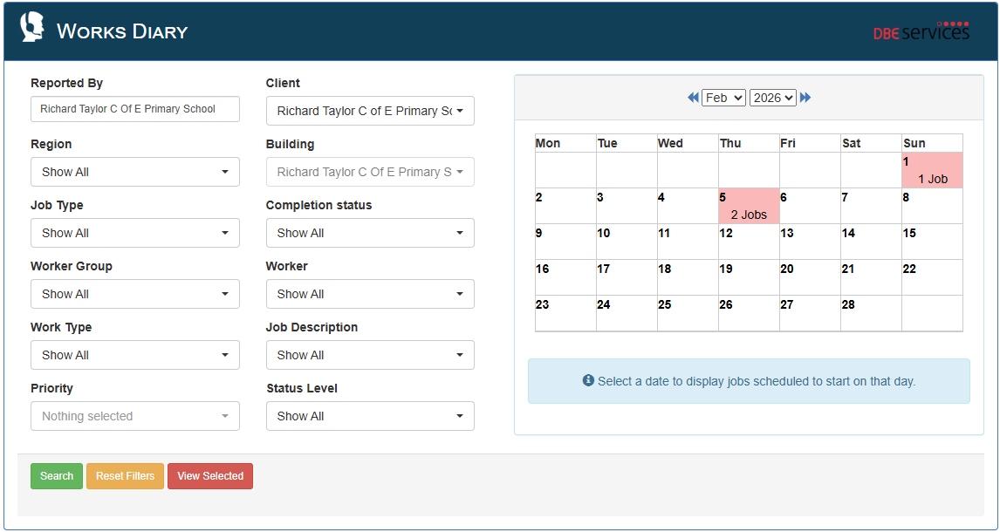 Works Diary
DBE services
Reported By
Client
Richard Taylor C Of E Primary School
Richard Taylor C of E Primary Sc
Region
Building
Show All
Richard Taylor C Of E Primary S
Job Type
Completion status
Show All
Show All
Worker Group
Worker
Show All
Show All
Work Type
Job Description
Show All
Show All
Priority
Status Level
Nothing selected
Show All
Search Reset Filters View Selected
Feb 2026
Mon Tue Wed Thu Fri Sat Sun
1
1 Job
2 3 4 5 6 7 8
2 Jobs
9 10 11 12 13 14 15
16 17 18 19 20 21 22
23 24 25 26 27 28
Select a date to display jobs scheduled to start on that day.